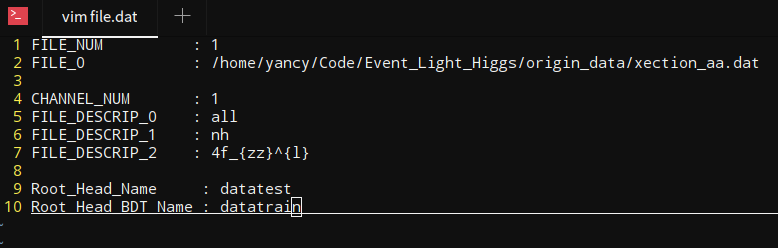 vim file.dat
1 FILE_NUM : 1
2 FILE_0 : /home/yancy/Code/Event_Light_Higgs/origin_data/xection_aa.dat
3
4 CHANNEL_NUM : 1
5 FILE_DESCRIP_0 : all
6 FILE_DESCRIP_1 : nh
7 FILE_DESCRIP_2 : 4f_{zz}^{l}
8
9 Root_Head_Name : datatest
10 Root_Head_BDT_Name : datatrain
~
~